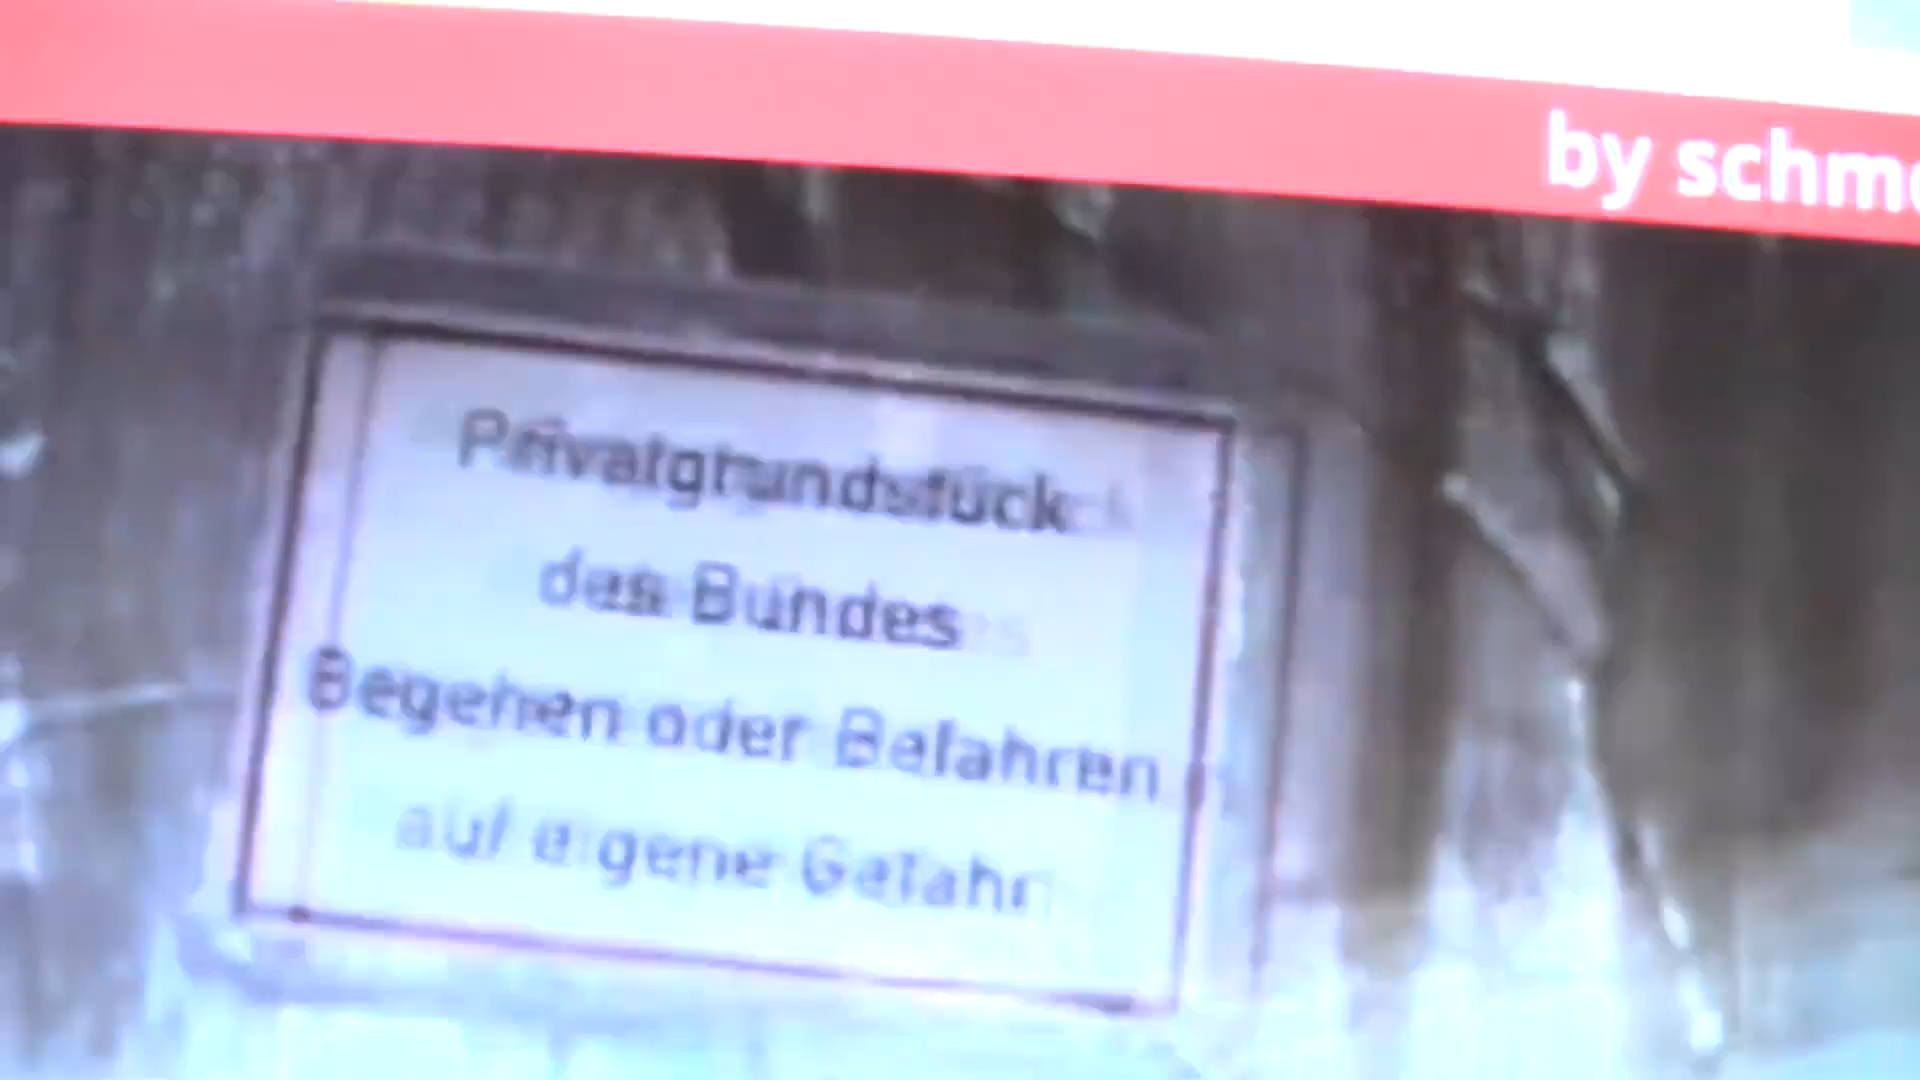 by schm
Privatgrundstück
des Bundes
Begehen oder Befahren
auf eigene Gefahr